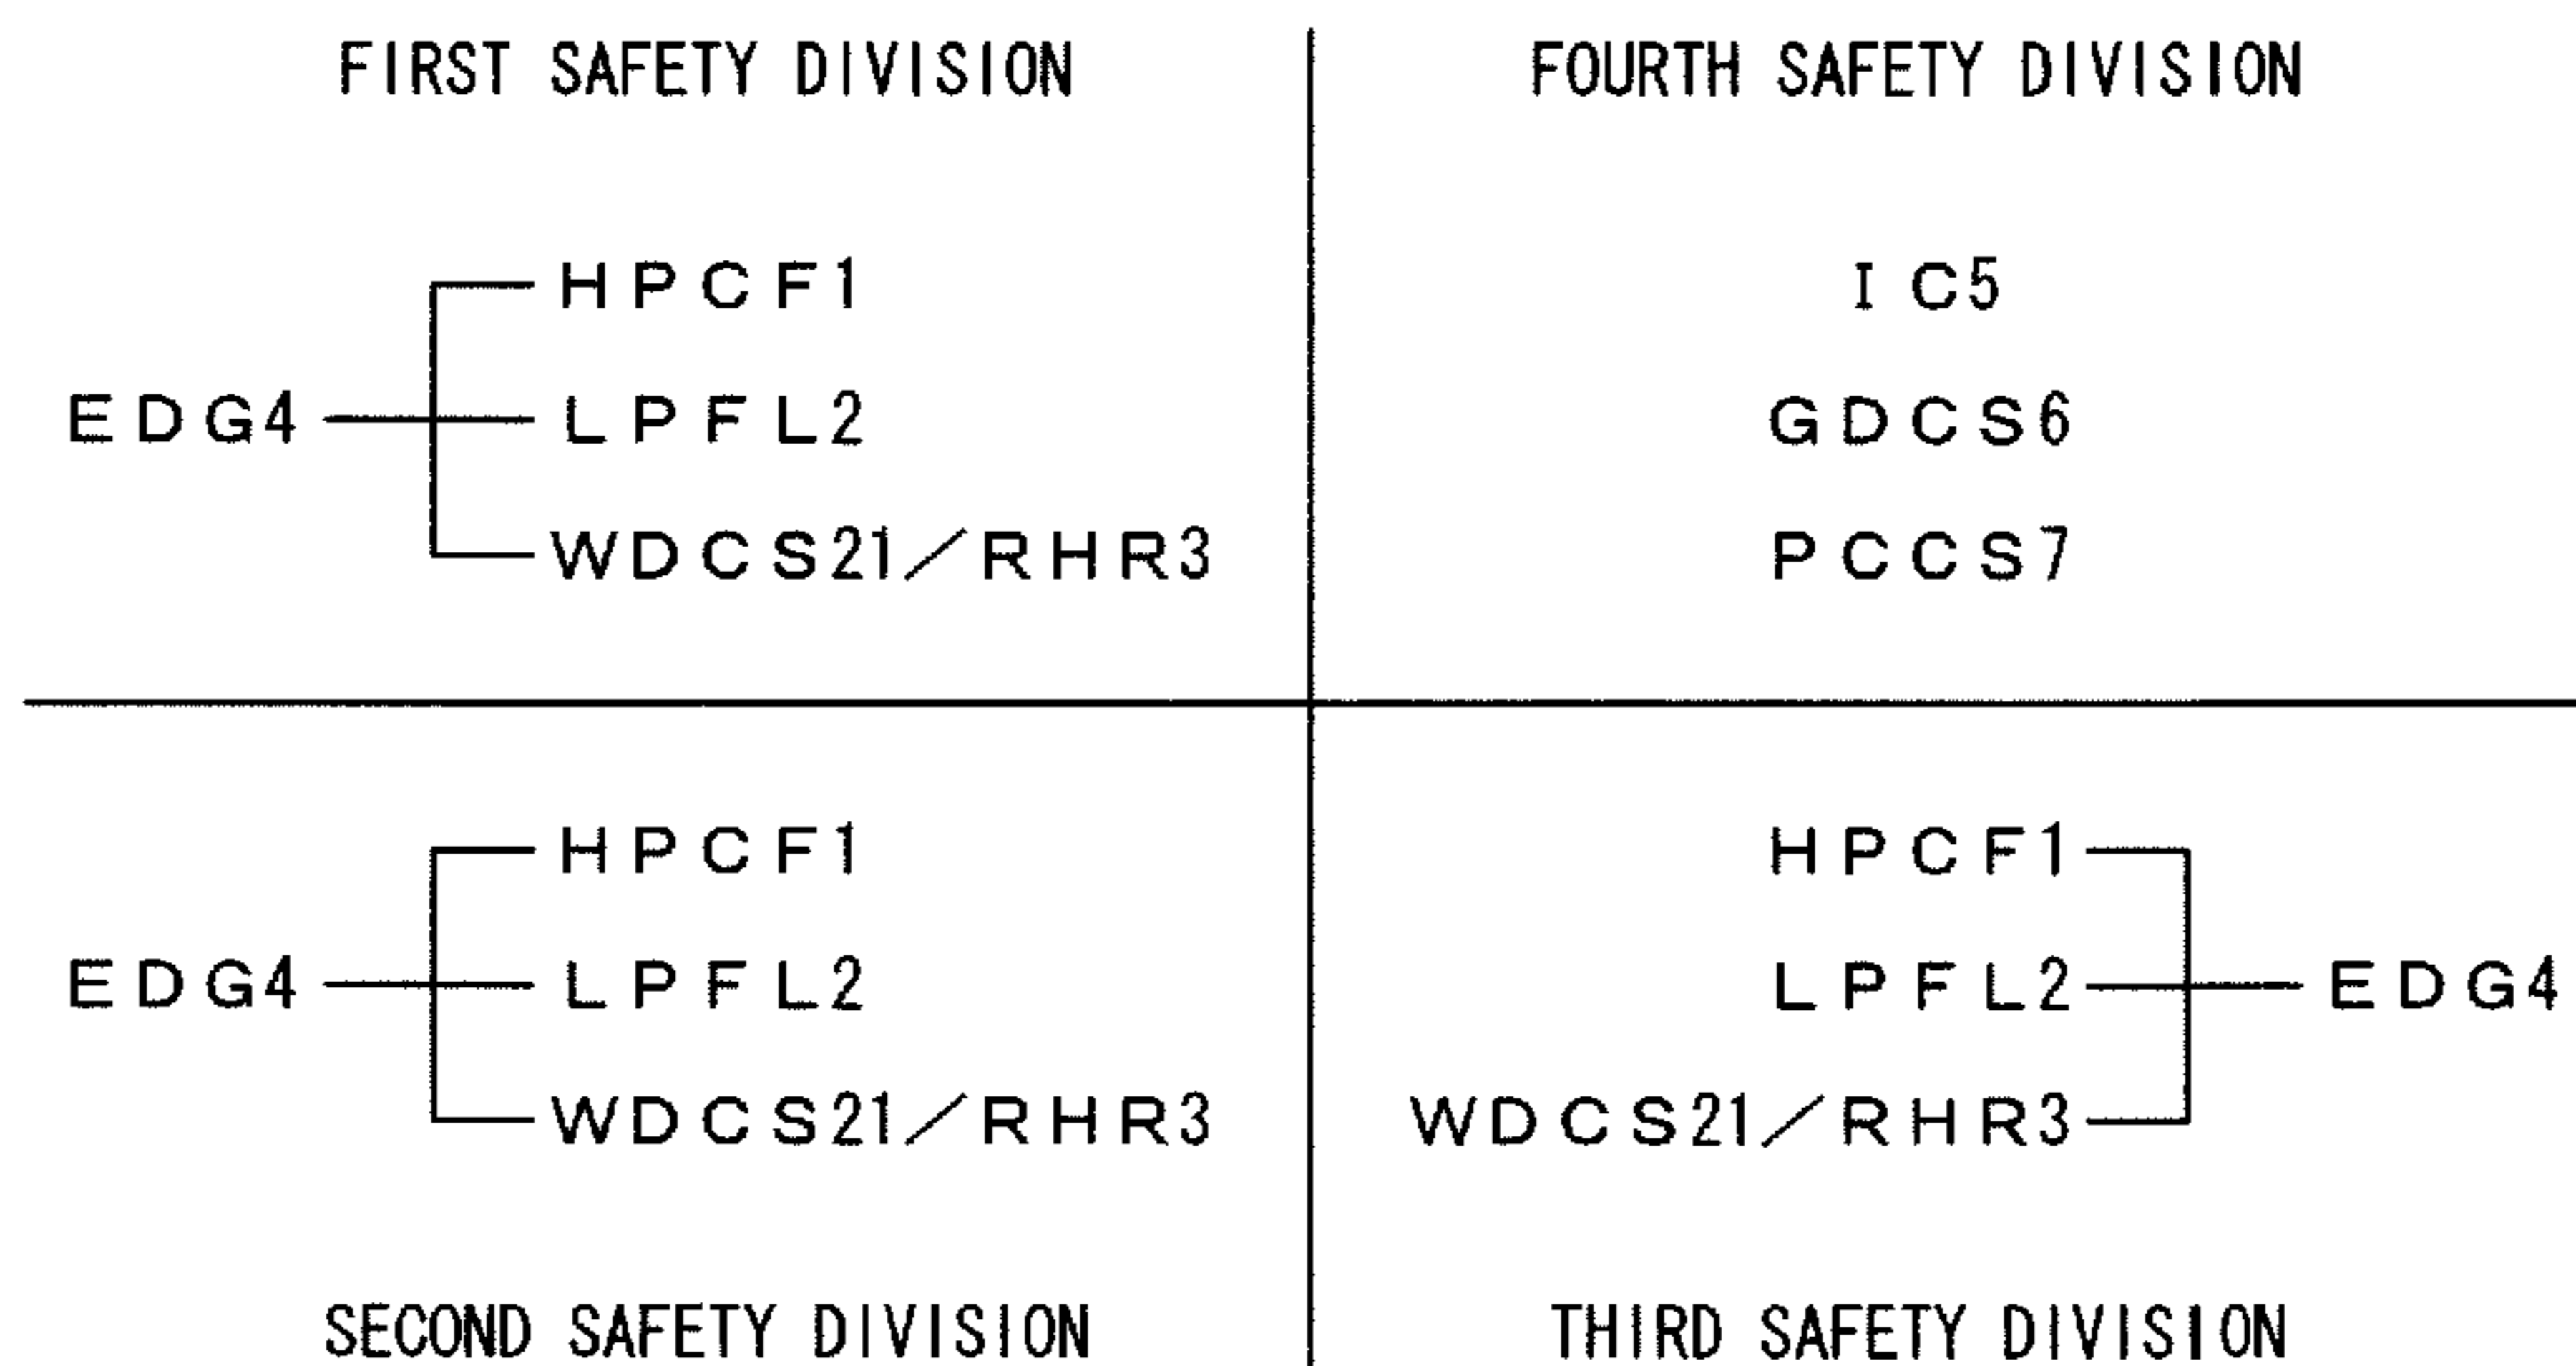 FIRST SAFETY DIVISION
HPCF1
EDG4
LPFL2
WDCS21/RHR3
FOURTH SAFETY DIVISION
IC5
GDCS6
PCCS7
HPCF1
EDG4
LPFL2
WDCS21/RHR3
SECOND SAFETY DIVISION
HPCF1
LPFL2
EDG4
WDCS21/RHR3
THIRD SAFETY DIVISION